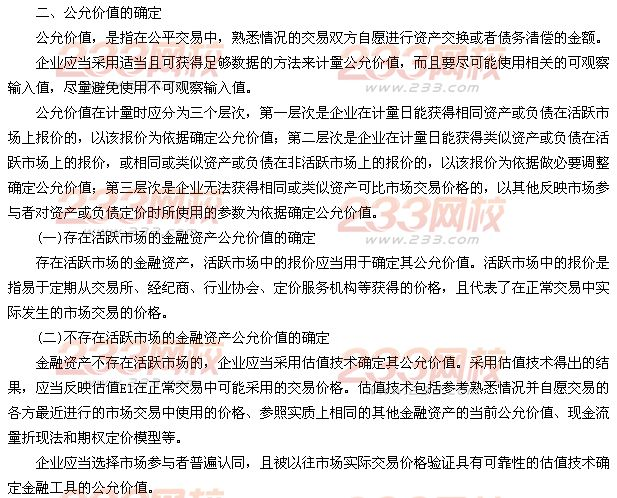 二、公允价值的确定
公允价值，是指在公平交易中，熟悉情况的交易双方自愿进行资产交换或者债务清偿的金额。
企业应当采用适当且可获得足够数据的方法来计量公允价值，而且要尽可能使用相关的可观察
输入值，尽量避免使用不可观察输入值。
公允价值在计量时应分为三个层次，第一层次是企业在计量日能获得相同资产或负债在活跃市
场上报价的，以该报价为依据确定公允价值；第二层次是企业在计量日能获得类似资产或负债在活
跃市场上的报价，或相同或类似资产或负债在非活跃市场上的报价的，以该报价为依据做必要调整
确定公允价值；第三层次是企业无法获得相同或类似资产可比市场交易价格的，以其他反映市场参
与者对资产或负债定价时所使用的参数为依据确定公允价值。
(一)存在活跃市场的金融资产公允价值的确定
存在活跃市场的金融资产，活跃市场中的报价应当用于确定其公允价值。活跃市场中的报价是
指易于定期从交易所、经纪商、行业协会、定价服务机构等获得的价格，且代表了在正常交易中实
际发生的市场交易的价格。
(二)不存在活跃市场的金融资产公允价值的确定
金融资产不存在活跃市场的，企业应当采用估值技术确定其公允价值。采用估值技术得出的结
果，应当反映估值E1在正常交易中可能采用的交易价格。估值技术包括参考熟悉情况并自愿交易的
各方最近进行的市场交易中使用的价格、参照实质上相同的其他金融资产的当前公允价值、现金流
量折现法和期权定价模型等。
企业应当选择市场参与者普遍认同，且被以往市场实际交易价格验证具有可靠性的估值技术确
定金融工具的公允价值。
233网校
www.233.com